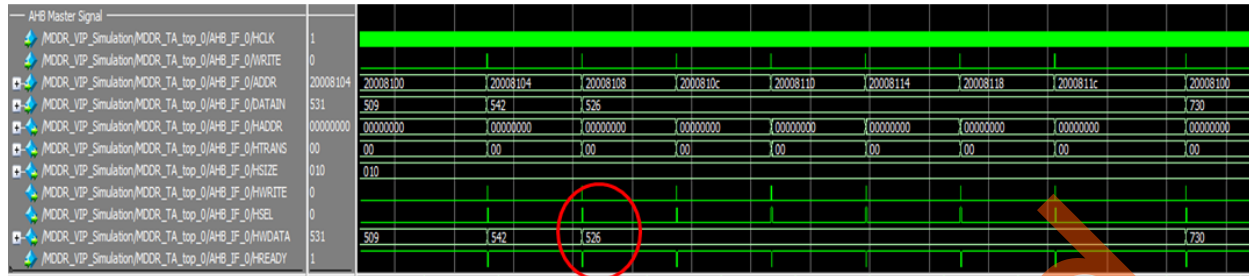 AHB Master Signal
/MDDR_VIP_Simulation/MDDR_TA_top_0/AHB_IF_0/HCLK 1
/MDDR_VIP_Simulation/MDDR_TA_top_0/AHB_IF_0/WRITE 0
/MDDR_VIP_Simulation/MDDR_TA_top_0/AHB_IF_0/ADDR 20008104 20008100 20008104 20008108 2000810c 20008110 20008114 20008118 2000811c 20008100
/MDDR_VIP_Simulation/MDDR_TA_top_0/AHB_IF_0/DATAIN 531 509 542 526 730
/MDDR_VIP_Simulation/MDDR_TA_top_0/AHB_IF_0/HADDR 00000000 00000000 00000000 00000000 00000000 00000000 00000000 00000000 00000000 00000000
/MDDR_VIP_Simulation/MDDR_TA_top_0/AHB_IF_0/HTRANS 00 00 00 00 00 00 00 00 00 00
/MDDR_VIP_Simulation/MDDR_TA_top_0/AHB_IF_0/HSIZE 010 010
/MDDR_VIP_Simulation/MDDR_TA_top_0/AHB_IF_0/HWRITE 0
/MDDR_VIP_Simulation/MDDR_TA_top_0/AHB_IF_0/HSEL 0
/MDDR_VIP_Simulation/MDDR_TA_top_0/AHB_IF_0/HWDATA 531 509 542 526 730
/MDDR_VIP_Simulation/MDDR_TA_top_0/AHB_IF_0/HREADY 1